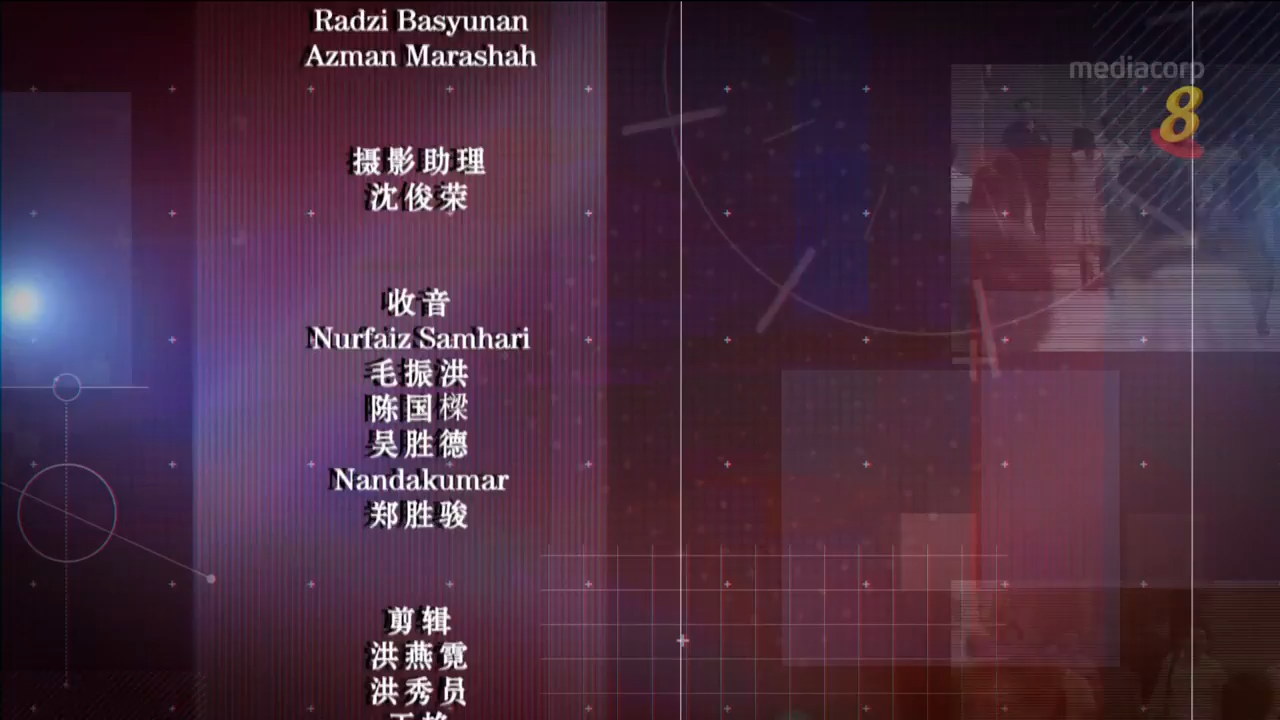 Radzi Basyunan
Azman Marashah
mediacorp
8
摄影助理
沈俊荣
收音
Nurfaiz Samhari
毛振洪
陈国樑
吴胜德
Nandakumar
郑胜骏
剪辑
洪燕霓
洪秀员